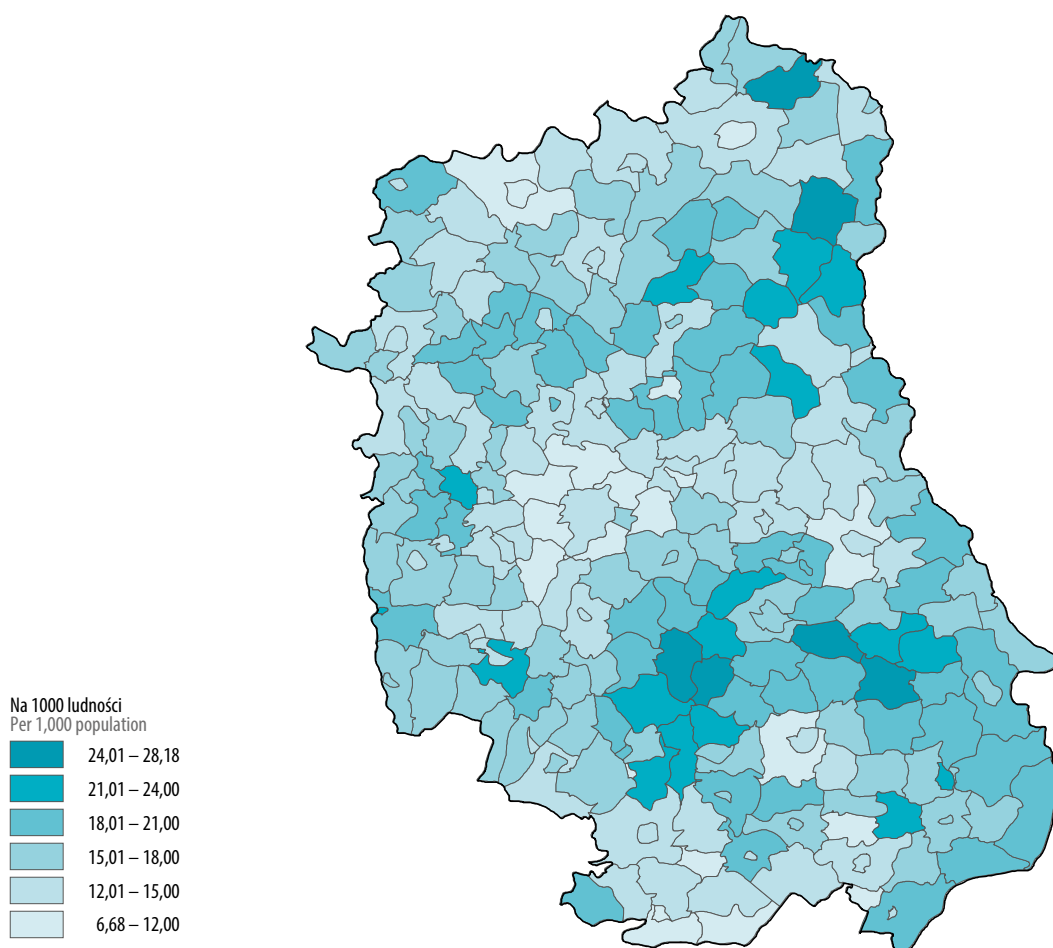 Na 1000 ludności
Per 1,000 population
24,01 – 28,18
21,01 – 24,00
18,01 – 21,00
15,01 – 18,00
12,01 – 15,00
6,68 – 12,00